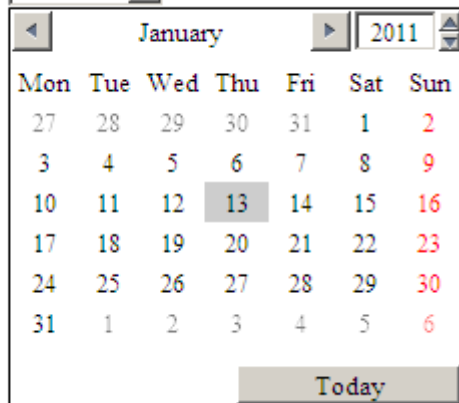 January 2011
Mon Tue Wed Thu Fri Sat Sun
27 28 29 30 31 1 2
3 4 5 6 7 8 9
10 11 12 13 14 15 16
17 18 19 20 21 22 23
24 25 26 27 28 29 30
31 1 2 3 4 5 6
Today